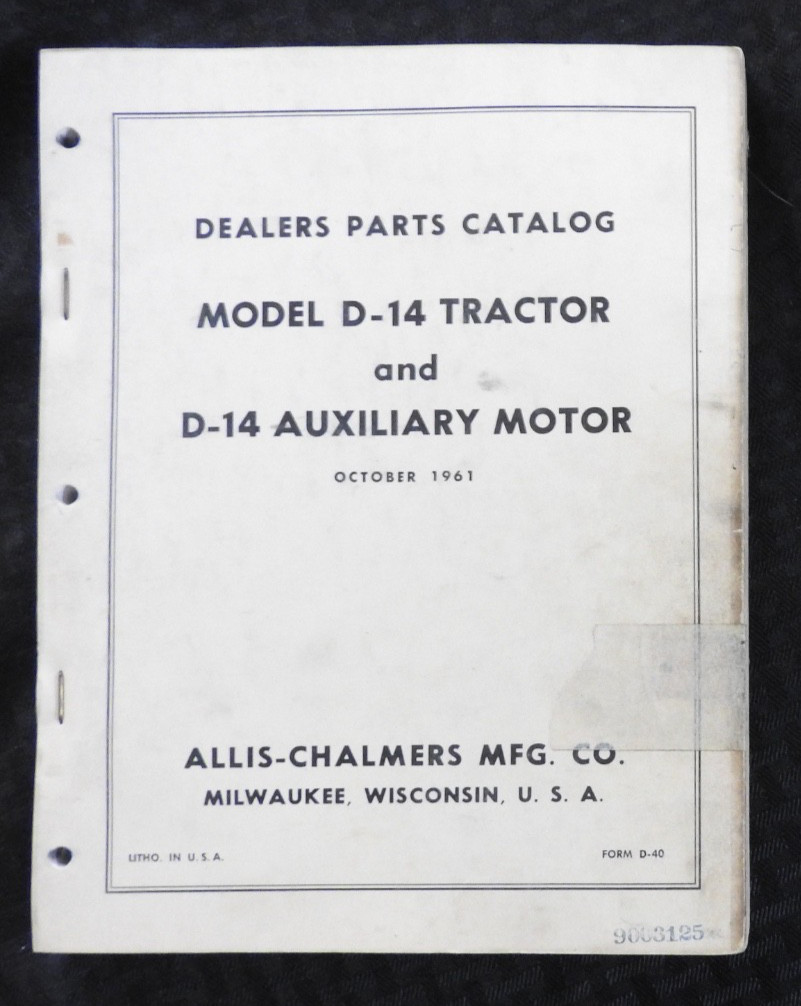 DEALERS PARTS CATALOG
MODEL D-14 TRACTOR
and
D-14 AUXILIARY MOTOR
OCTOBER 1961
ALLIS-CHALMERS MFG. CO.
MILWAUKEE, WISCONSIN, U. S. A.
LITHO. IN U. S. A.
FORM D-40
9003125